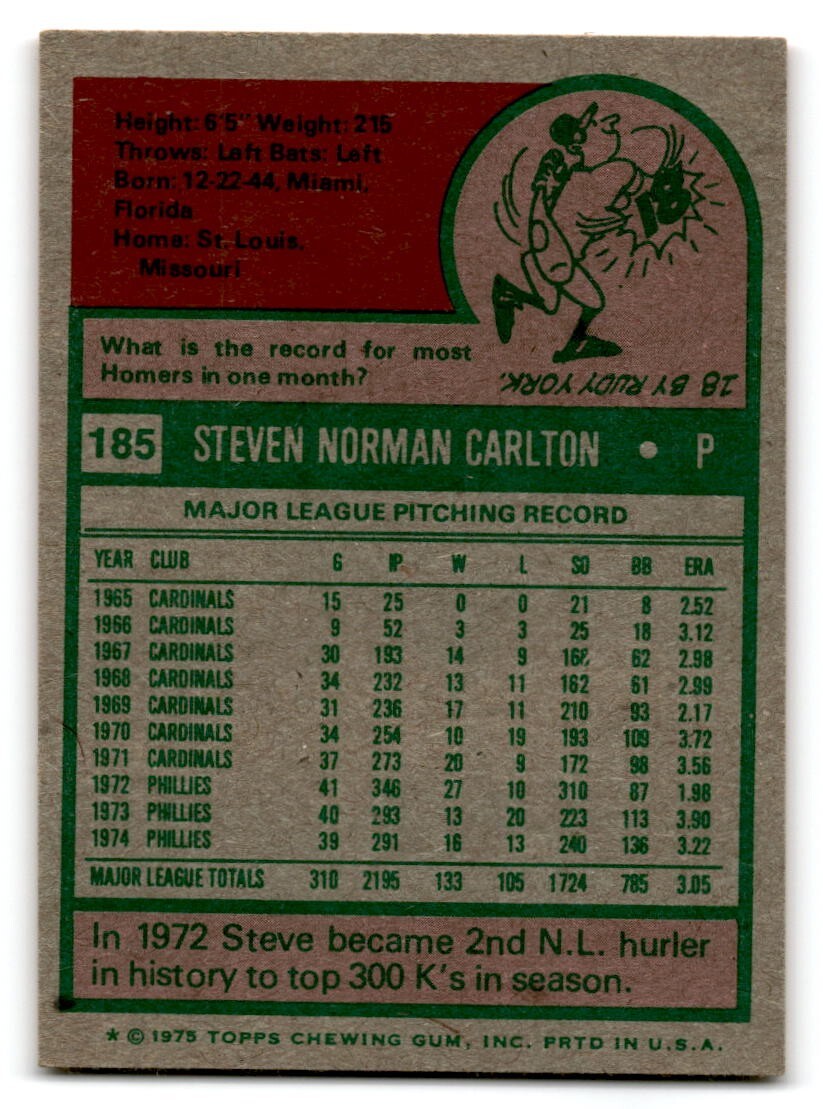 Height: 6'5" Weight: 215
Throws: Left Bats: Left
Born: 12-22-44, Miami,
Florida
Home: St. Louis,
Missouri
18
What is the record for most
Homers in one month?
18 BY RUDY YORK.
185 STEVEN NORMAN CARLTON • P
MAJOR LEAGUE PITCHING RECORD
YEAR CLUB G IP W L SO BB ERA
1965 CARDINALS 15 25 0 0 21 8 2.52
1966 CARDINALS 9 52 3 3 25 18 3.12
1967 CARDINALS 30 193 14 9 168 62 2.98
1968 CARDINALS 34 232 13 11 162 61 2.99
1969 CARDINALS 31 236 17 11 210 93 2.17
1970 CARDINALS 34 254 10 19 193 109 3.72
1971 CARDINALS 37 273 20 9 172 98 3.56
1972 PHILLIES 41 346 27 10 310 87 1.98
1973 PHILLIES 40 293 13 20 223 113 3.90
1974 PHILLIES 39 291 16 13 240 136 3.22
MAJOR LEAGUE TOTALS 310 2195 133 105 1724 785 3.05
In 1972 Steve became 2nd N.L. hurler
in history to top 300 K's in season.
* © 1975 TOPPS CHEWING GUM, INC. PRTD IN U.S.A.